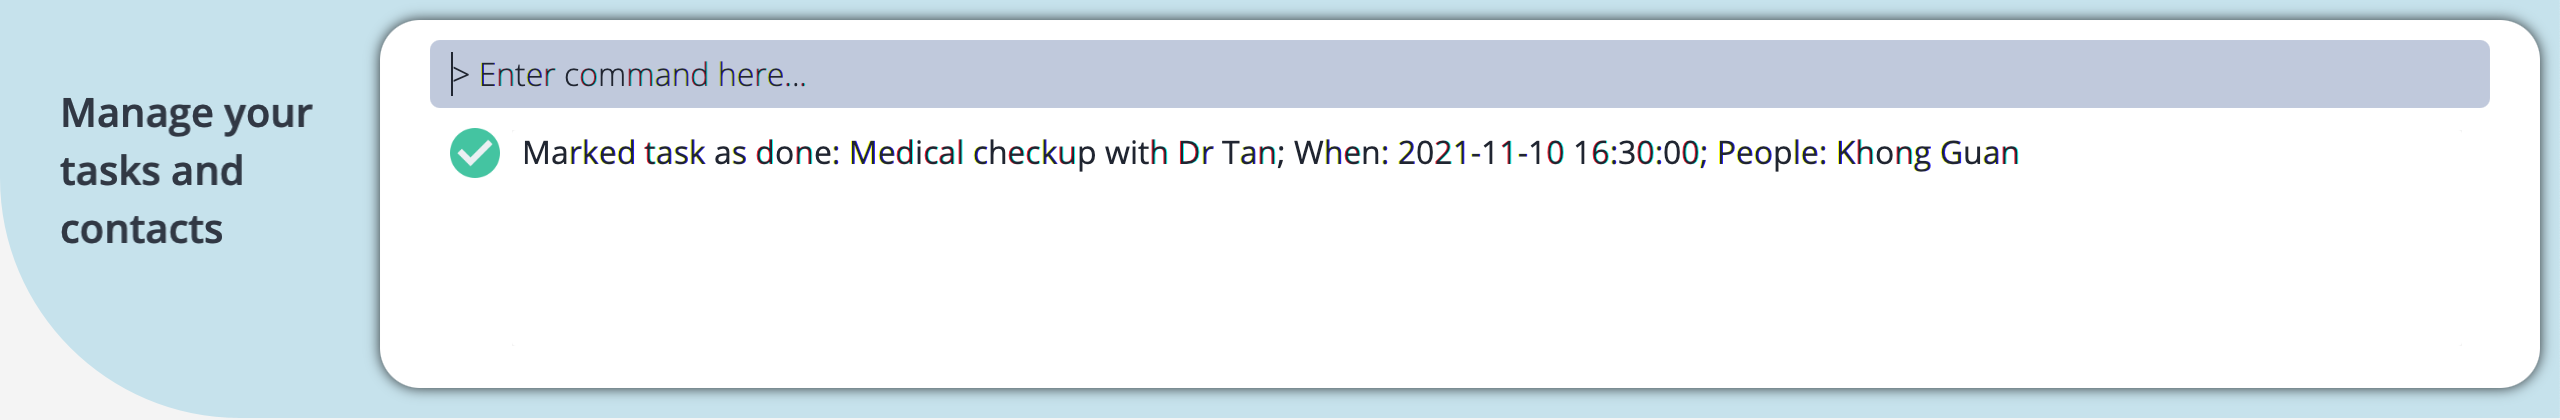 Manage your
tasks and
contacts
> Enter command here...
Marked task as done: Medical checkup with Dr Tan; When: 2021-11-10 16:30:00; People: Khong Guan